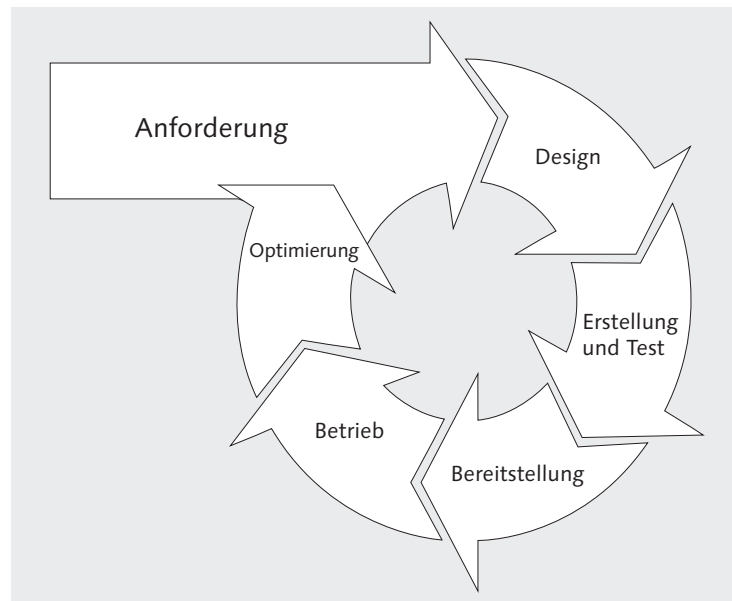 Anforderung
Design
Erstellung
und Test
Bereitstellung
Betrieb
Optimierung